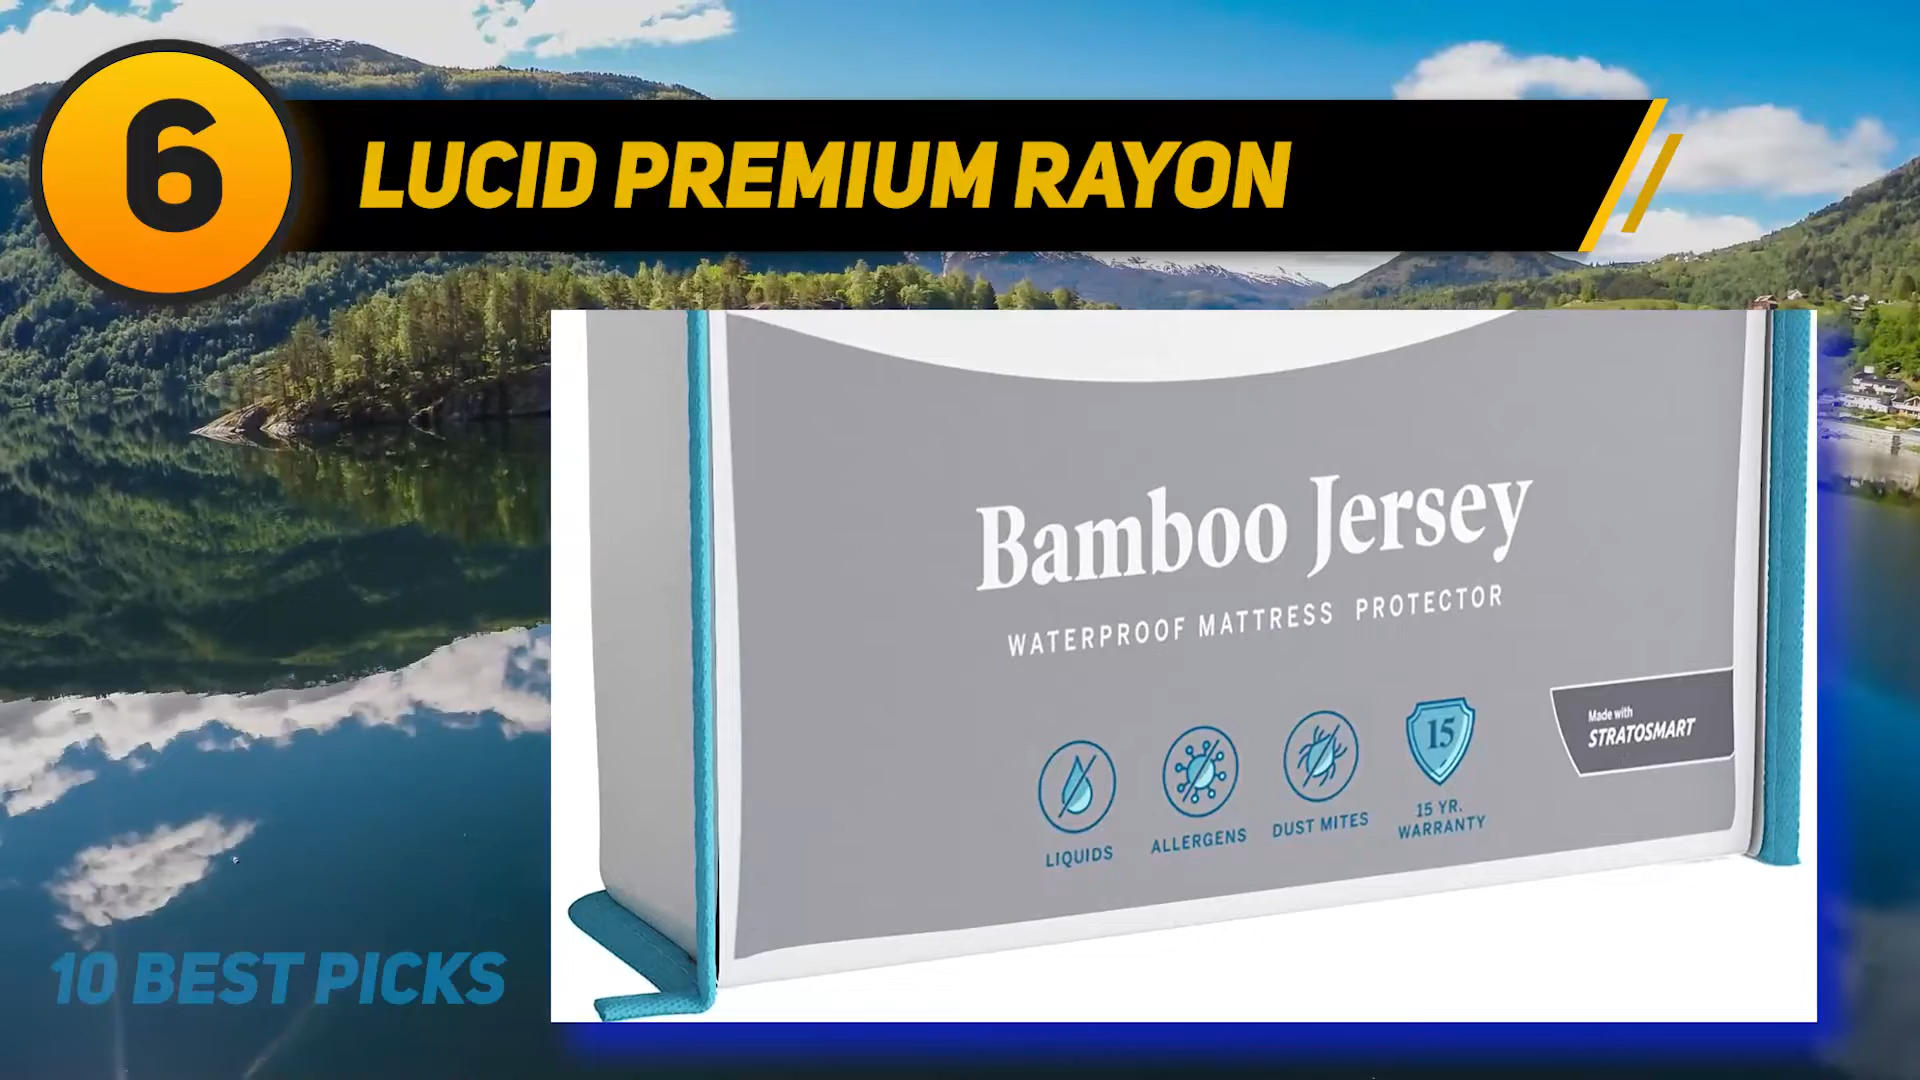 6
LUCID PREMIUM RAYON
Bamboo Jersey
WATERPROOF MATTRESS PROTECTOR
Made with
STRATOSMART
15
LIQUIDS
ALLERGENS
DUST MITES
15 YR.
WARRANTY
10 BEST PICKS